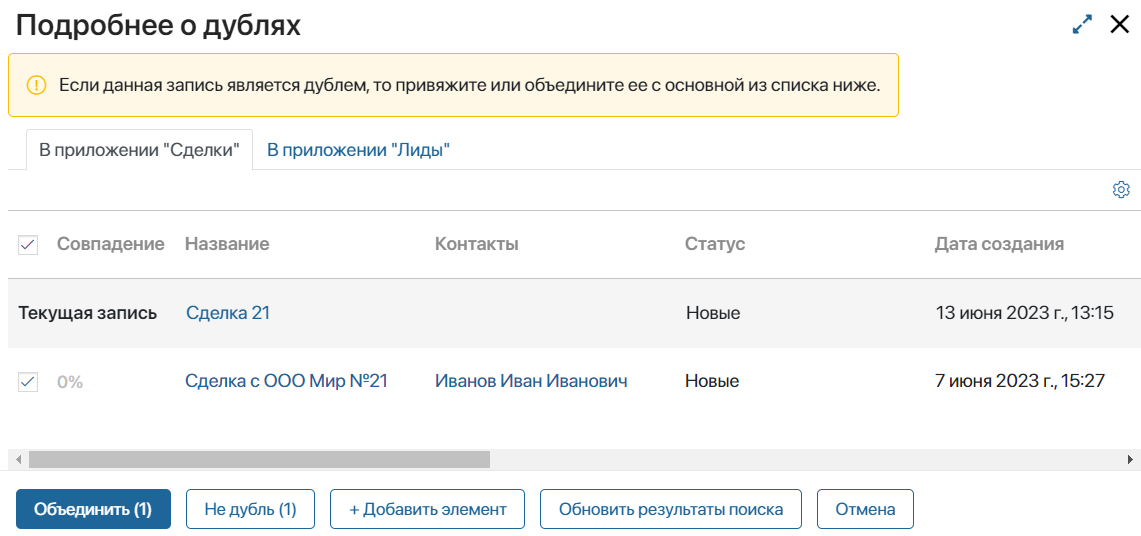 Подробнее о дублях
Если данная запись является дублем, то привяжите или объедините ее с основной из списка ниже.
В приложении "Сделки" В приложении "Лиды"
Совпадение Название Контакты Статус Дата создания
Текущая запись Сделка 21 Новые 13 июня 2023 г., 13:15
0% Сделка с ООО Мир №21 Иванов Иван Иванович Новые 7 июня 2023 г., 15:27
Объединить (1) Не дубль (1) + Добавить элемент Обновить результаты поиска Отмена